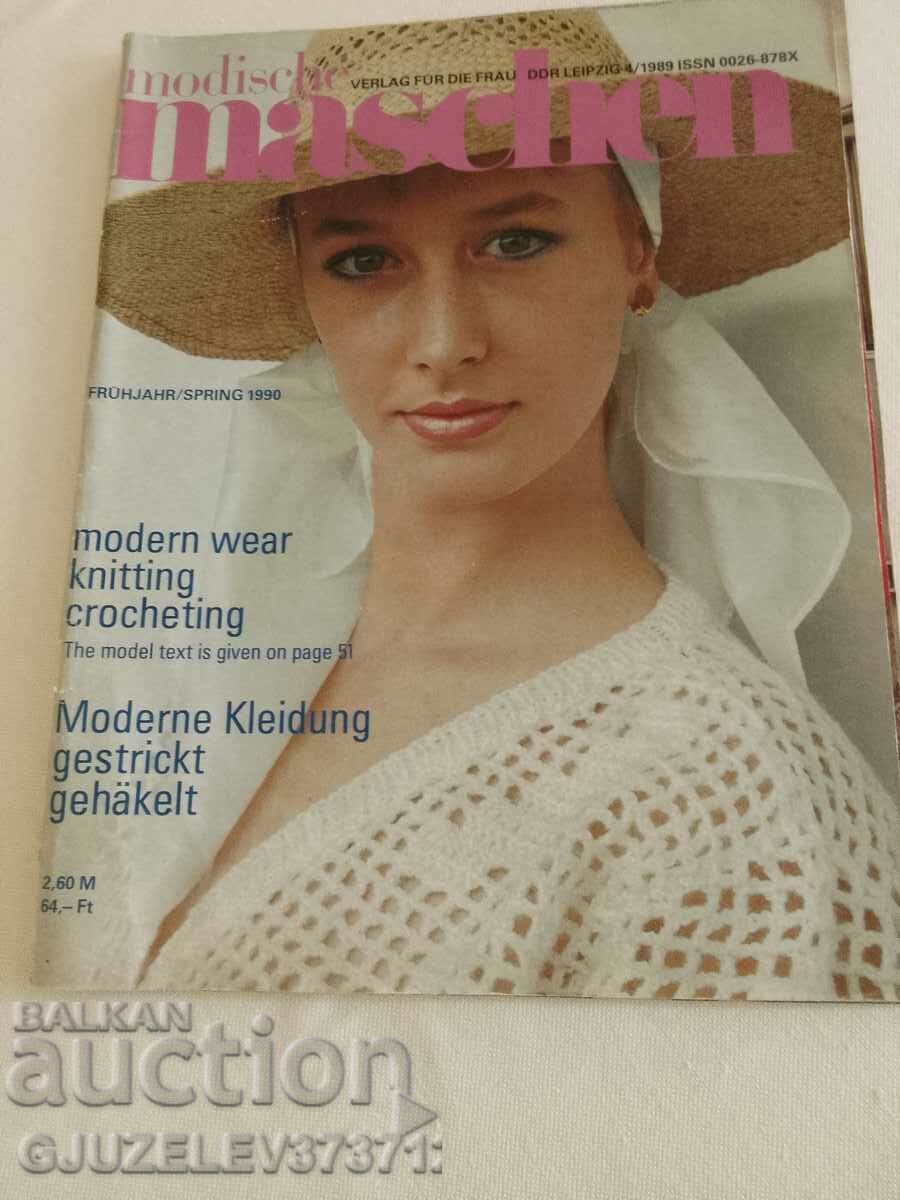 modische
VERLAG FÜR DIE FRAU DDR LEIPZIG 4/1989 ISSN 0026-878X
maschen
FRÜHJAHR/SPRING 1990
modern wear
knitting
crocheting
The model text is given on page 51
Moderne Kleidung
gestrickt
gehäkelt
2,60 M
64,– Ft
BALKAN
auction
GJUZELEV37371